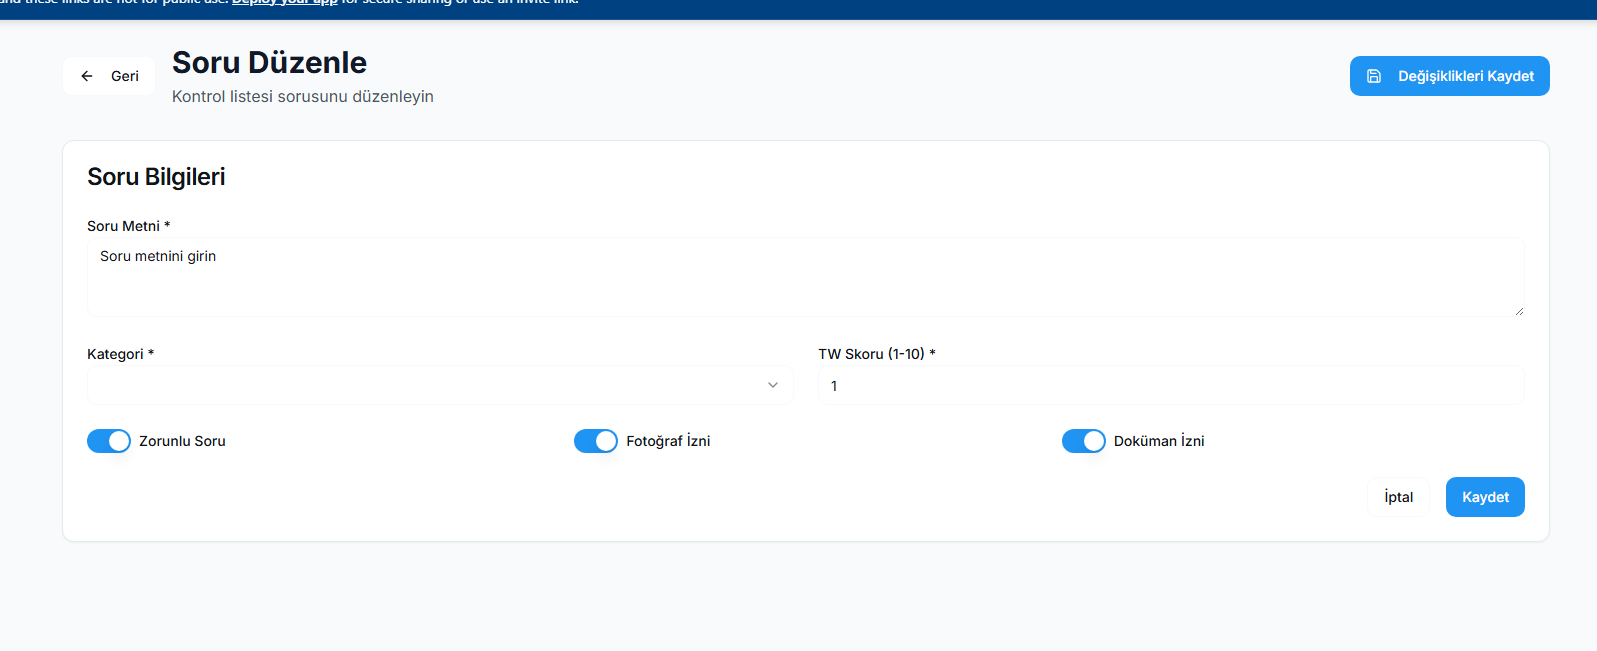 and these links are not for public use. Deploy your app for secure sharing or use an invite link.
Geri
Soru Düzenle
Kontrol listesi sorusunu düzenleyin
Değişiklikleri Kaydet
Soru Bilgileri
Soru Metni *
Soru metnini girin
Kategori *
TW Skoru (1-10) *
1
Zorunlu Soru
Fotoğraf İzni
Doküman İzni
İptal
Kaydet